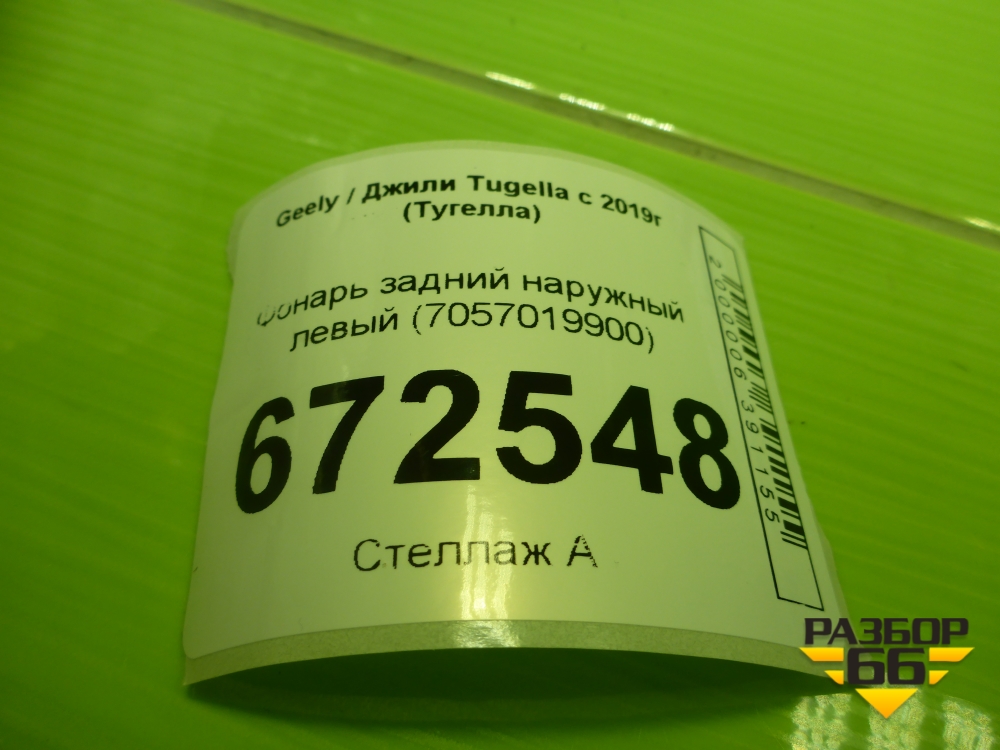 Geely / Джили Tugella с 2019г
(Тугелла)
Фонарь задний наружный
левый (7057019900)
672548
Стеллаж А
2000006391155
РАЗБОР
66